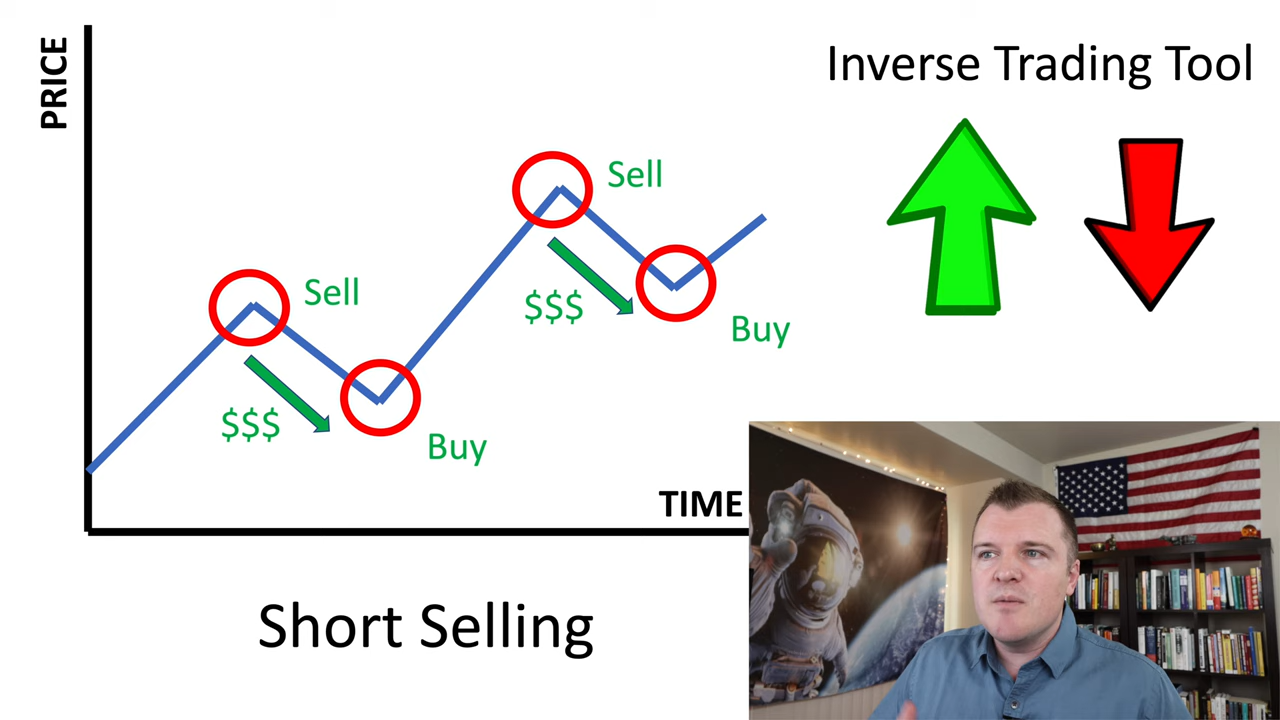 PRICE
Inverse Trading Tool
Sell
$$$
Buy
Sell
$$$
Buy
TIME
Short Selling